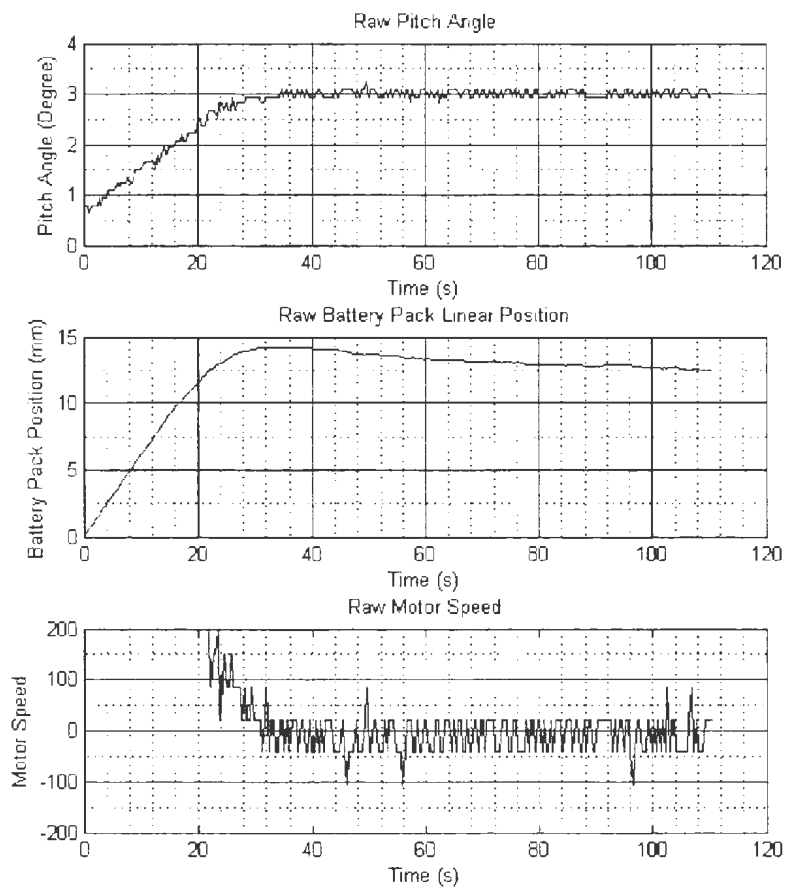 Raw Pitch Angle
Pitch Angle (Degree)
4
3
2
1
0
0 20 40 60 80 100 120
Time (s)
Raw Battery Pack Linear Position
Battery Pack Position (mm)
15
10
5
0
0 20 40 60 80 100 120
Time (s)
Raw Motor Speed
Motor Speed
200
100
0
-100
-200
0 20 40 60 80 100 120
Time (s)